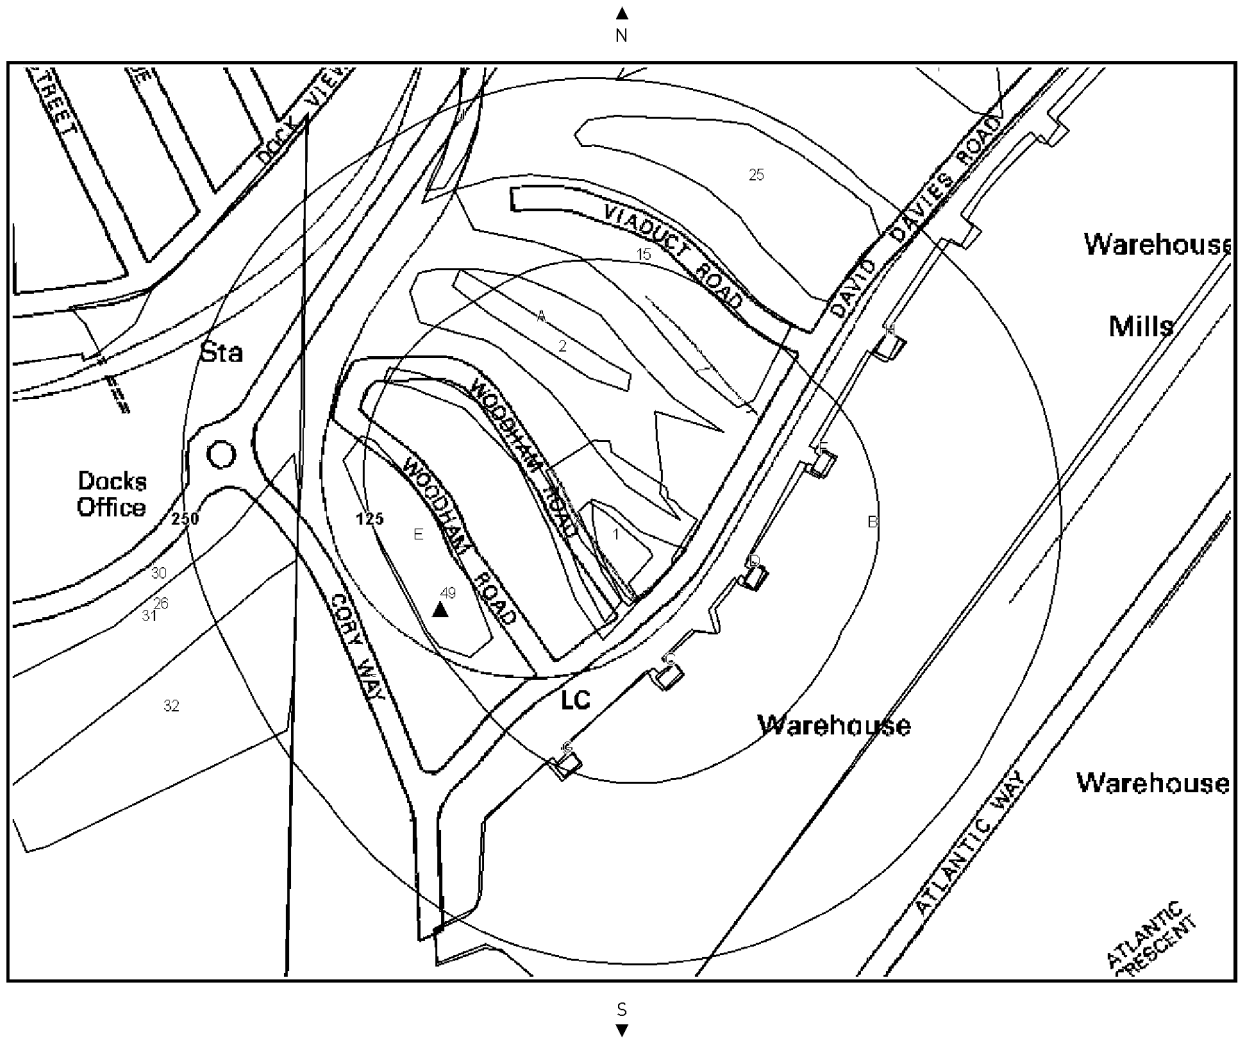 N
STREET
UE
DOCK VIEW
DAVID DAVIES ROAD
25
VIADUCT ROAD
15
Warehouse
Mills
H
A
2
Sta
WOODHAM ROAD
WOODHAM ROAD
F
Docks
Office
250
125
E
1
B
D
30
26
31
49
CORY WAY
C
LC
32
Warehouse
G
Warehouse
ATLANTIC WAY
ATLANTIC
CRESCENT
S